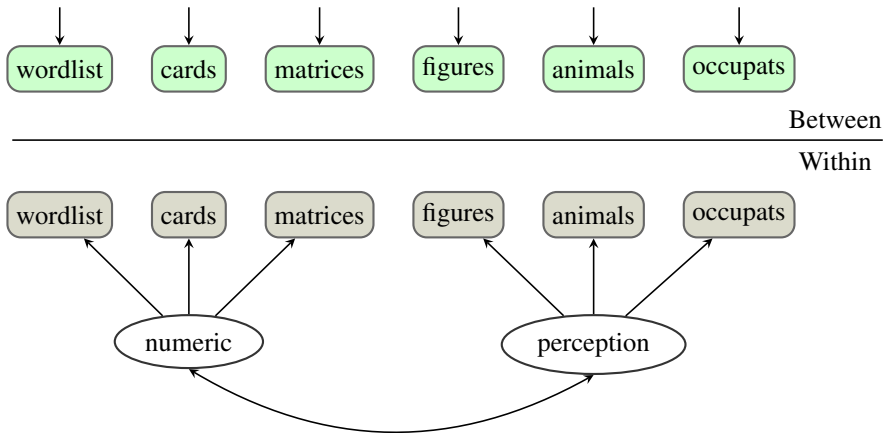 wordlist cards matrices figures animals occupats
Between
Within
wordlist cards matrices figures animals occupats
numeric perception